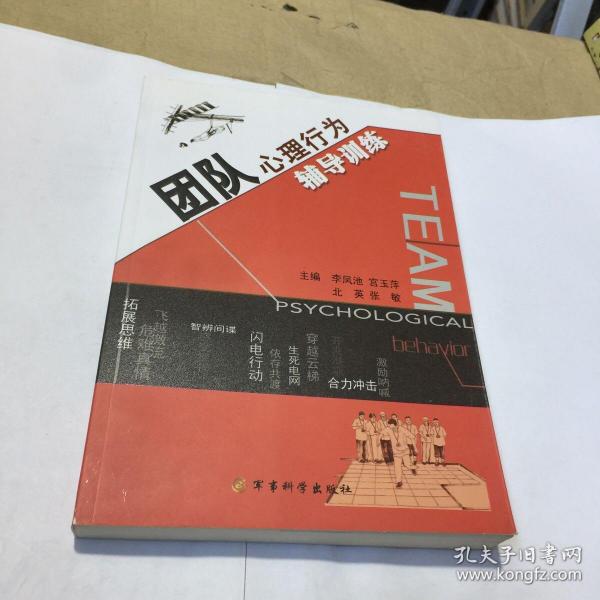 团队
心理行为
辅导训练
TEAM
主编 李凤池 宫玉萍
北英 张敏
PSYCHOLOGICAL
behavior
拓展思维
飞越激流
危难真情
智辨间谍
闪电行动
依存共渡
生死电网
穿越云梯
合力冲击
激励呐喊
军事科学出版社
孔夫子旧书网
www.kongfz.com